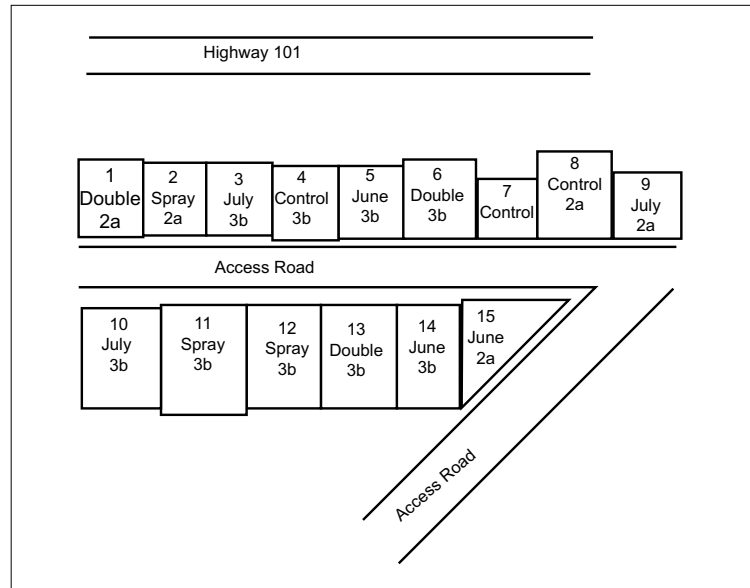 Highway 101
1
Double
2a
2
Spray
2a
3
July
3b
4
Control
3b
5
June
3b
6
Double
3b
7
Control
8
Control
2a
9
July
2a
Access Road
10
July
3b
11
Spray
3b
12
Spray
3b
13
Double
3b
14
June
3b
15
June
2a
Access Road